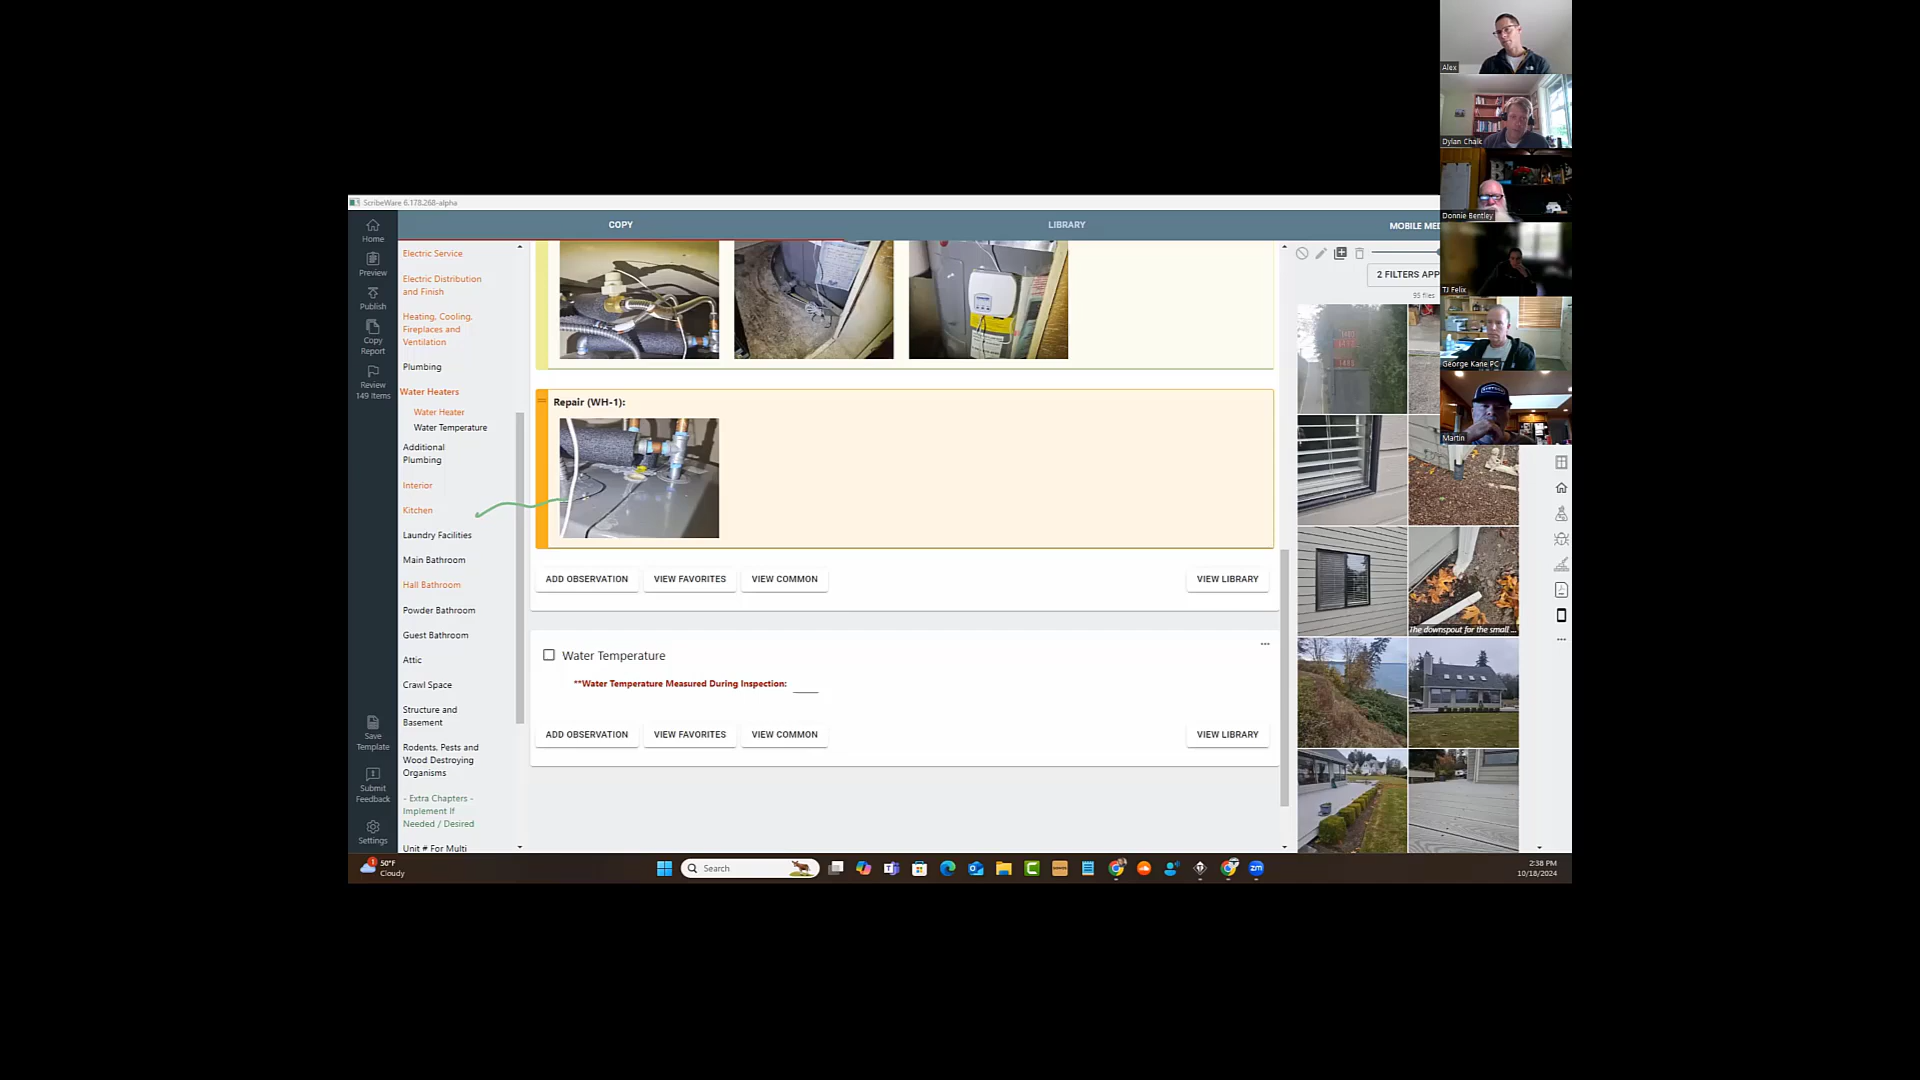 Alex
Dylan Chalk
Donnie Bentley
TJ Felix
George Kane PC
Martin
ScribeWare 6.178.268-alpha
COPY
LIBRARY
MOBILE MED
Home
Preview
Publish
Copy
Report
Review
149 Items
Save
Template
Submit
Feedback
Settings
Electric Service
Electric Distribution
and Finish
Heating, Cooling,
Fireplaces and
Ventilation
Plumbing
Water Heaters
Water Heater
Water Temperature
Additional
Plumbing
Interior
Kitchen
Laundry Facilities
Main Bathroom
Hall Bathroom
Powder Bathroom
Guest Bathroom
Attic
Crawl Space
Structure and
Basement
Rodents, Pests and
Wood Destroying
Organisms
- Extra Chapters -
Implement If
Needed / Desired
Unit # For Multi
Repair (WH-1):
ADD OBSERVATION
VIEW FAVORITES
VIEW COMMON
VIEW LIBRARY
Water Temperature
**Water Temperature Measured During Inspection:
ADD OBSERVATION
VIEW FAVORITES
VIEW COMMON
VIEW LIBRARY
2 FILTERS APP
95 files
The downspout for the small ...
1
50°F
Cloudy
Search
zm
2:38 PM
10/18/2024